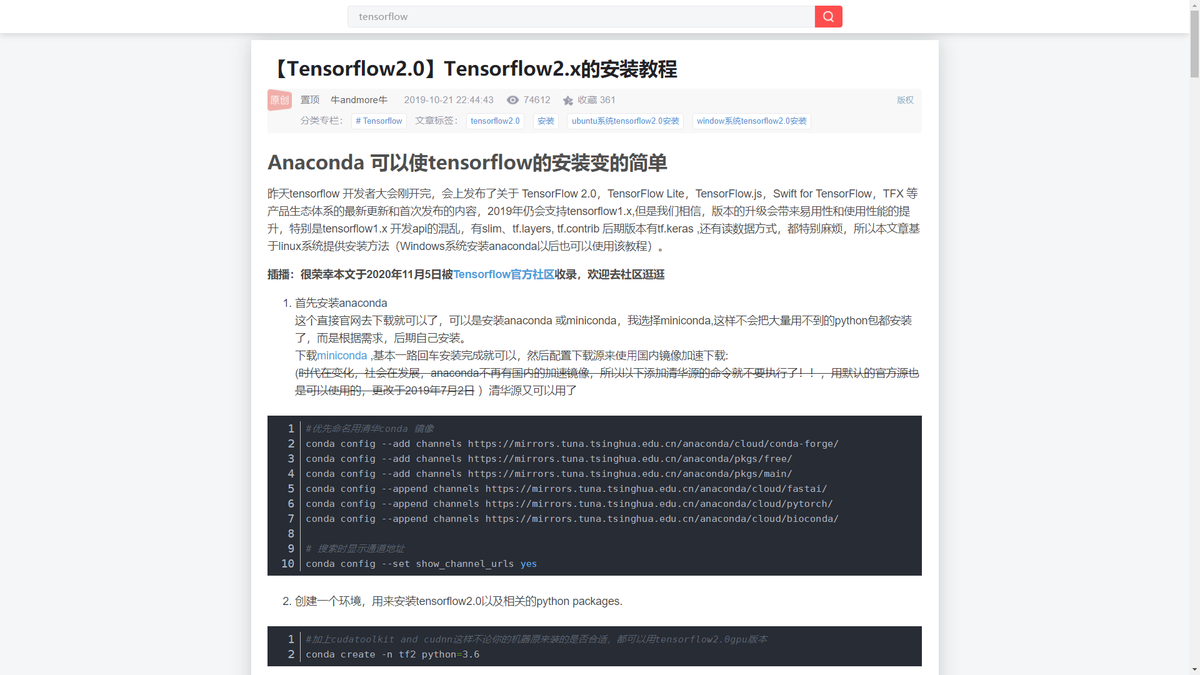 tensorflow
【Tensorflow2.0】Tensorflow2.x的安装教程
原创 置顶 牛andmore牛 2019-10-21 22:44:43 74612 收藏 361 版权
分类专栏： # Tensorflow 文章标签： tensorflow2.0 安装 ubuntu系统tensorflow2.0安装 window系统tensorflow2.0安装
Anaconda 可以使tensorflow的安装变的简单
昨天tensorflow 开发者大会刚开完，会上发布了关于 TensorFlow 2.0，TensorFlow Lite，TensorFlow.js，Swift for TensorFlow，TFX 等
产品生态体系的最新更新和首次发布的内容，2019年仍会支持tensorflow1.x,但是我们相信，版本的升级会带来易用性和使用性能的提
升，特别是tensorflow1.x 开发api的混乱，有slim、tf.layers, tf.contrib 后期版本有tf.keras ,还有读数据方式，都特别麻烦，所以本文章基
于linux系统提供安装方法（Windows系统安装anaconda以后也可以使用该教程）。
插播：很荣幸本文于2020年11月5日被Tensorflow官方社区收录，欢迎去社区逛逛
1. 首先安装anaconda
这个直接官网去下载就可以了，可以是安装anaconda 或miniconda，我选择miniconda,这样不会把大量用不到的python包都安装
了，而是根据需求，后期自己安装。
下载miniconda ,基本一路回车安装完成就可以，然后配置下载源来使用国内镜像加速下载:
(时代在变化，社会在发展，anaconda不再有国内的加速镜像，所以以下添加清华源的命令就不要执行了！！，用默认的官方源也
是可以使用的，更改于2019年7月2日 ）清华源又可以用了
1 #优先命名用清华conda 镜像
2 conda config --add channels https://mirrors.tuna.tsinghua.edu.cn/anaconda/cloud/conda-forge/
3 conda config --add channels https://mirrors.tuna.tsinghua.edu.cn/anaconda/pkgs/free/
4 conda config --add channels https://mirrors.tuna.tsinghua.edu.cn/anaconda/pkgs/main/
5 conda config --append channels https://mirrors.tuna.tsinghua.edu.cn/anaconda/cloud/fastai/
6 conda config --append channels https://mirrors.tuna.tsinghua.edu.cn/anaconda/cloud/pytorch/
7 conda config --append channels https://mirrors.tuna.tsinghua.edu.cn/anaconda/cloud/bioconda/
8
9 # 搜索时显示通道地址
10 conda config --set show_channel_urls yes
2. 创建一个环境，用来安装tensorflow2.0以及相关的python packages.
1 #加上cudatoolkit and cudnn这样不论你的机器原来装的是否合适，都可以用tensorflow2.0gpu版本
2 conda create -n tf2 python=3.6